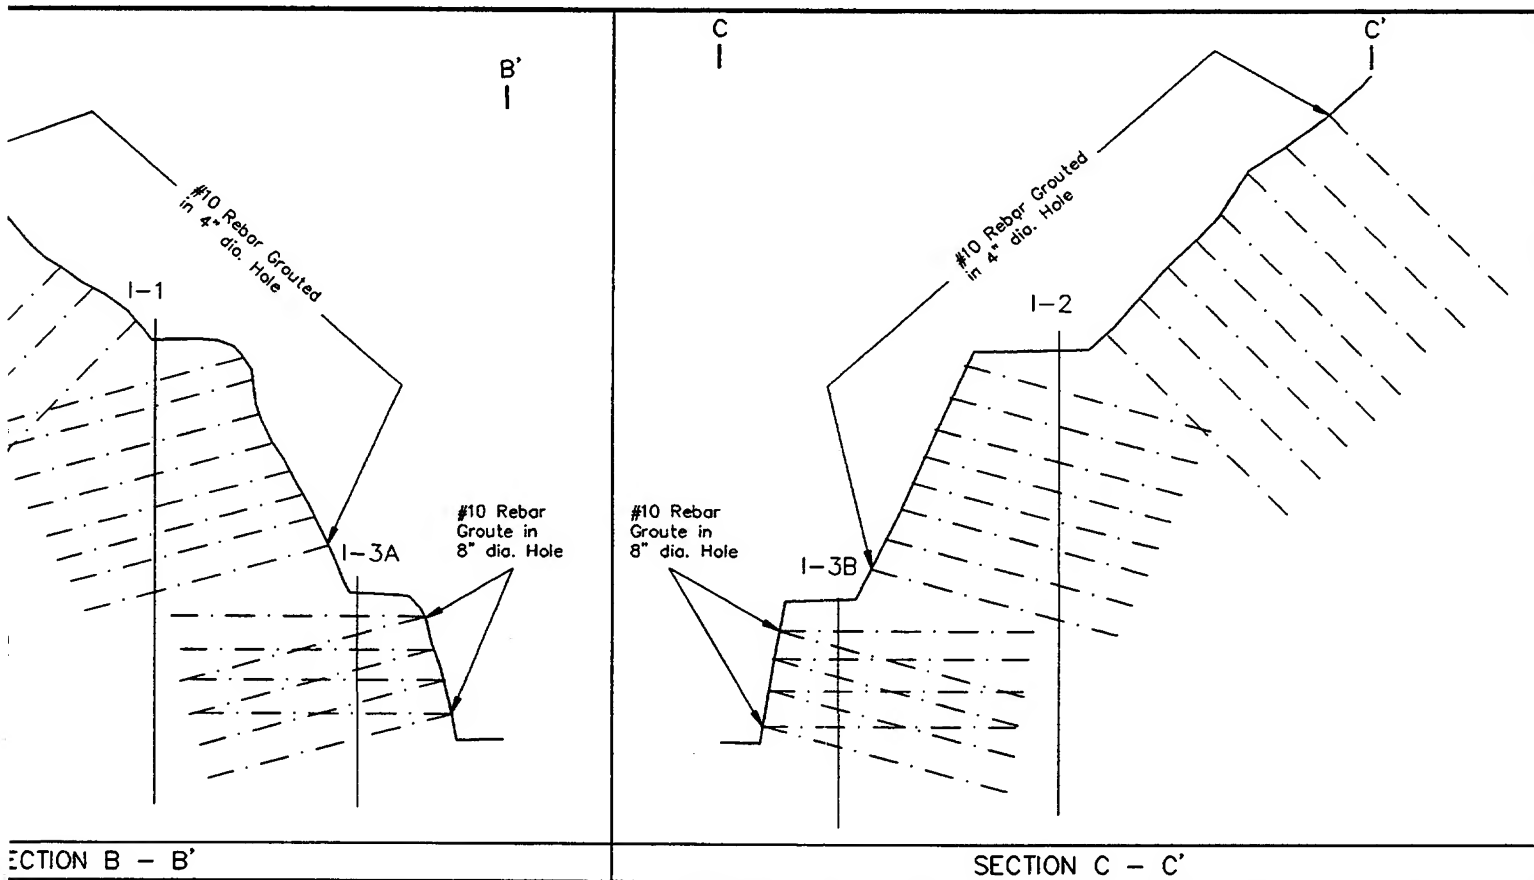 B'
#10 Rebar Grouted
in 4" dia. Hole
I-1
I-3A
#10 Rebar
Groute in
8" dia. Hole
ECTION B - B'
C
C'
#10 Rebar Grouted
in 4" dia. Hole
I-2
#10 Rebar
Groute in
8" dia. Hole
I-3B
SECTION C - C'